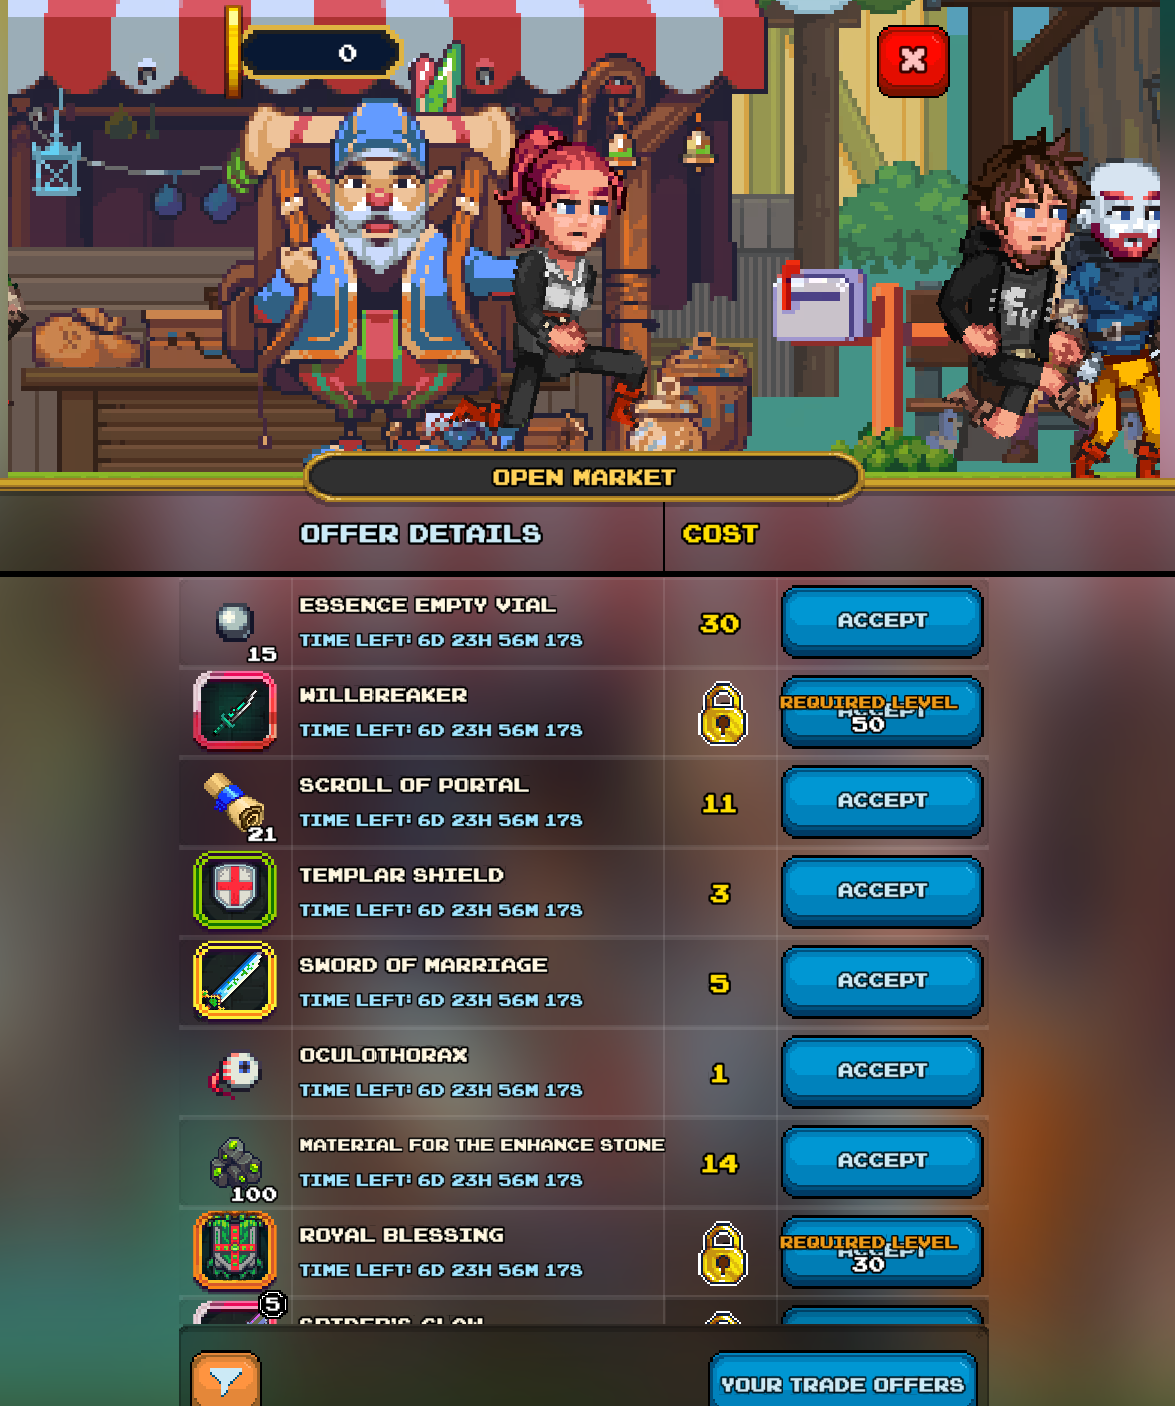 0
OPEN MARKET
OFFER DETAILS
COST
ESSENCE EMPTY VIAL
TIME LEFT: 6D 23H 56M 17S
15
30
ACCEPT
WILLBREAKER
TIME LEFT: 6D 23H 56M 17S
REQUIRED LEVEL
50
ACCEPT
SCROLL OF PORTAL
TIME LEFT: 6D 23H 56M 17S
21
11
ACCEPT
TEMPLAR SHIELD
TIME LEFT: 6D 23H 56M 17S
3
ACCEPT
SWORD OF MARRIAGE
TIME LEFT: 6D 23H 56M 17S
5
ACCEPT
OCULOTHORAX
TIME LEFT: 6D 23H 56M 17S
1
ACCEPT
MATERIAL FOR THE ENHANCE STONE
TIME LEFT: 6D 23H 56M 17S
100
14
ACCEPT
ROYAL BLESSING
TIME LEFT: 6D 23H 56M 17S
REQUIRED LEVEL
30
ACCEPT
5
SPIDER'S CLAW
YOUR TRADE OFFERS